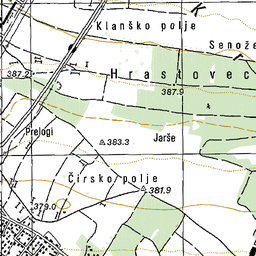 Klanško polje
Senože
Hrastovec
387.2
387.9
Prelogi
383.3
Jarše
Čirsko polje
381.9
379.0